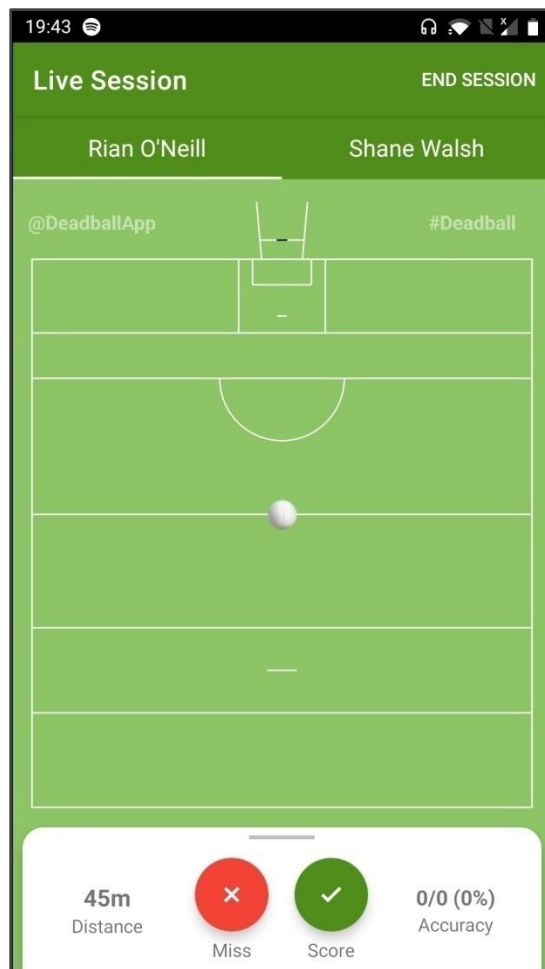 19:43
Live Session END SESSION
Rian O'Neill Shane Walsh
@DeadballApp #Deadball
45m 0/0 (0%)
Distance Accuracy
Miss Score